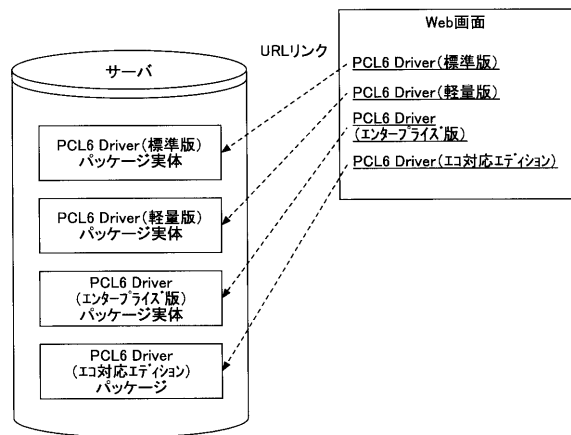 Web画面
URLリンク
サーバ
PCL6 Driver(標準版)
PCL6 Driver(軽量版)
PCL6 Driver
(エンタープライズ版)
PCL6 Driver(エコ対応エディション)
PCL6 Driver(標準版)
パッケージ実体
PCL6 Driver(軽量版)
パッケージ実体
PCL6 Driver
(エンタープライズ版)
パッケージ実体
PCL6 Driver
(エコ対応エディション)
パッケージ